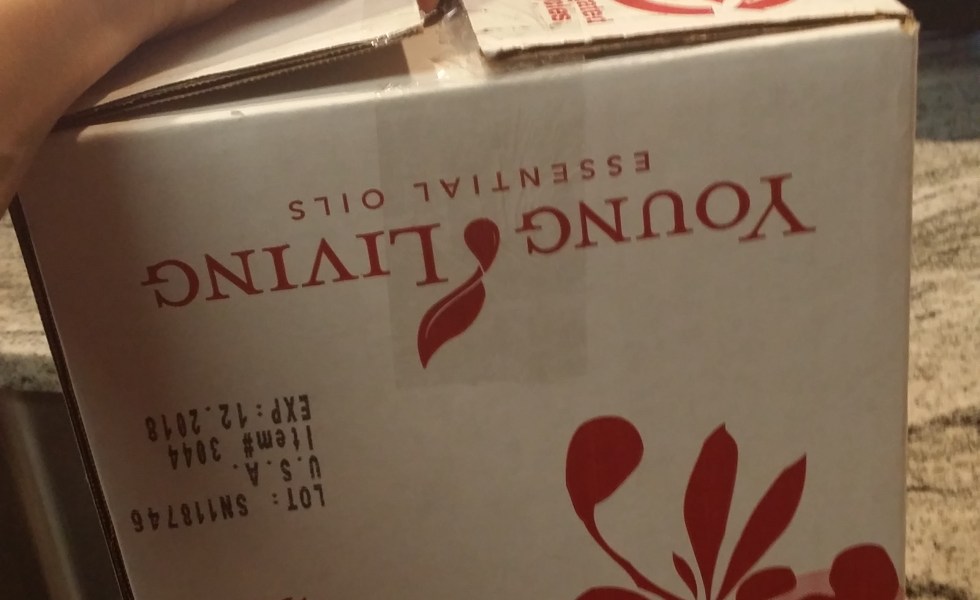 YOUNG LIVING
ESSENTIAL OILS
LOT: SN118746
U.S.A.
Item# 3044
EXP:12.2018